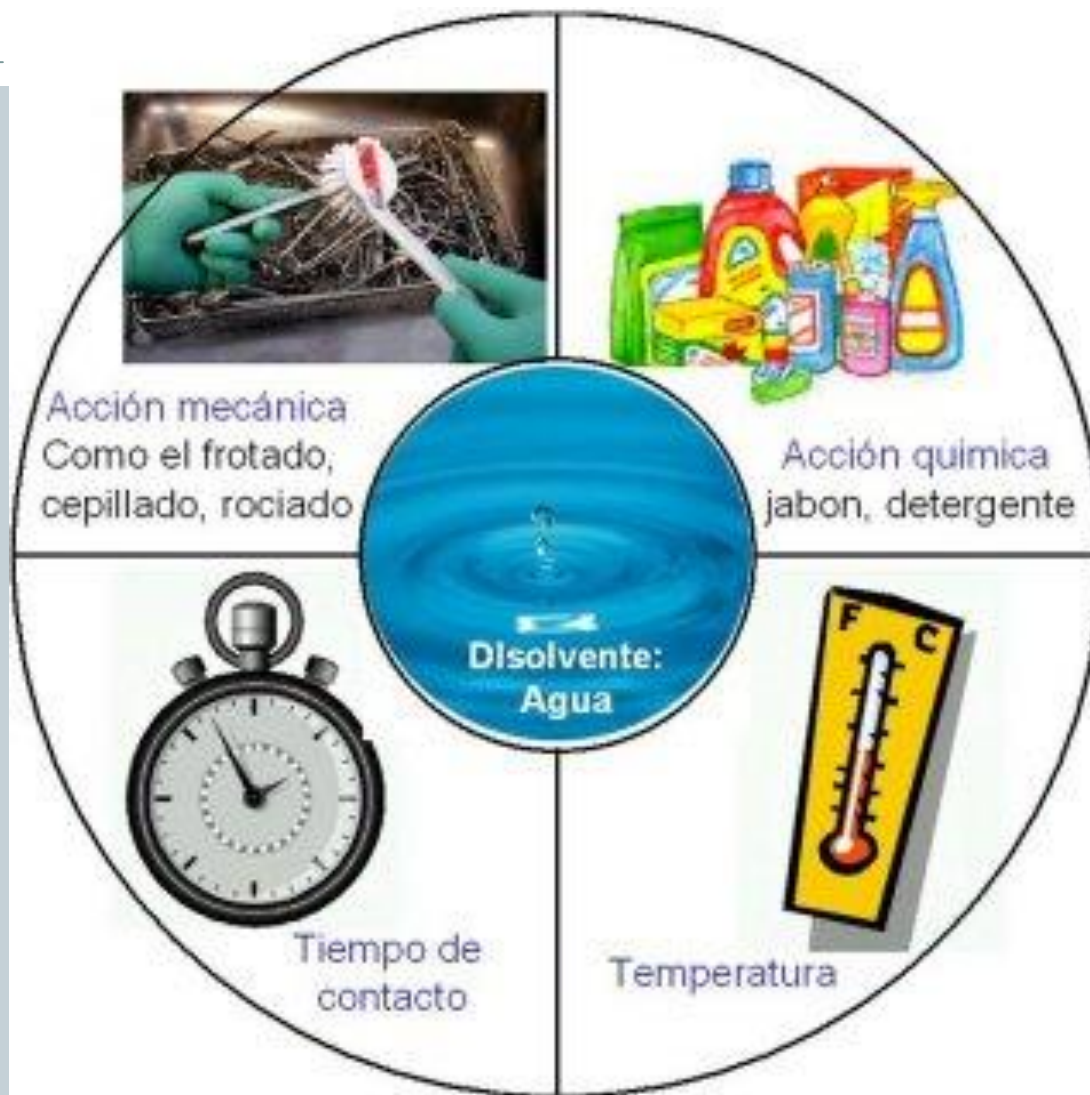 Acción mecánica
Como el frotado,
cepillado, rociado
Acción quimica
jabon, detergente
Disolvente:
Agua
F C
Tiempo de
contacto
Temperatura